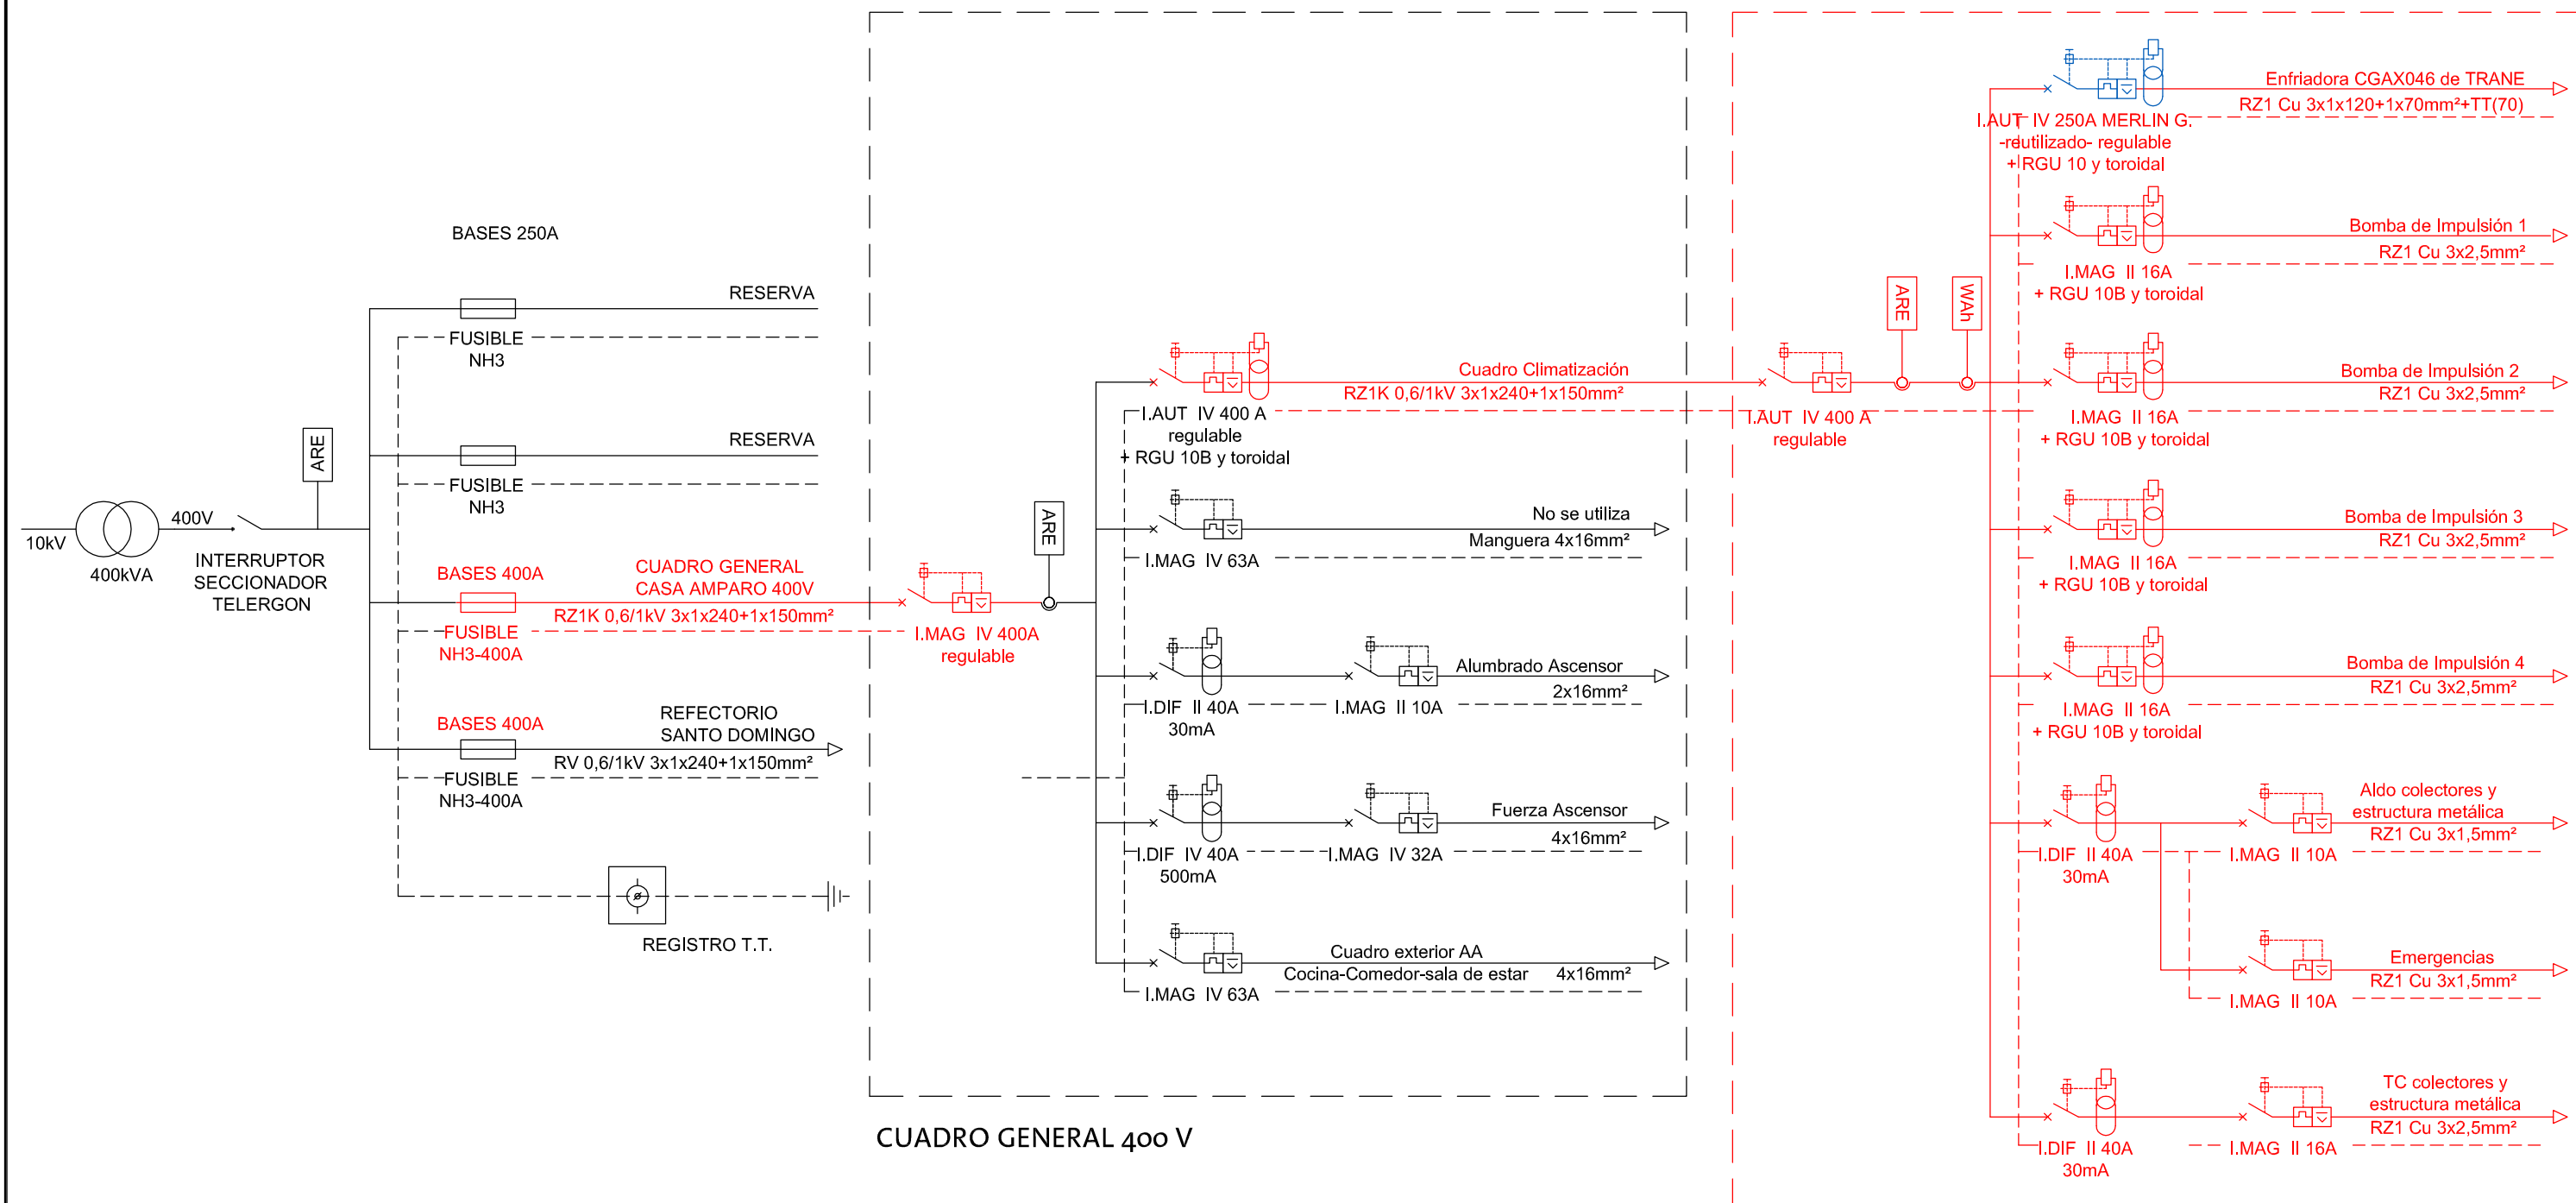 10kV
400kVA
400V
INTERRUPTOR
SECCIONADOR
TELERGON
ARE
BASES 250A
RESERVA
FUSIBLE
NH3
RESERVA
FUSIBLE
NH3
BASES 400A
CUADRO GENERAL
CASA AMPARO 400V
RZ1K 0,6/1kV 3x1x240+1x150mm²
FUSIBLE
NH3-400A
BASES 400A
REFECTORIO
SANTO DOMINGO
RV 0,6/1kV 3x1x240+1x150mm²
FUSIBLE
NH3-400A
REGISTRO T.T.
I.MAG IV 400A
regulable
ARE
Cuadro Climatización
RZ1K 0,6/1kV 3x1x240+1x150mm²
I.AUT IV 400 A
regulable
+ RGU 10B y toroidal
No se utiliza
Manguera 4x16mm²
I.MAG IV 63A
Alumbrado Ascensor
2x16mm²
I.DIF II 40A
30mA
I.MAG II 10A
Fuerza Ascensor
4x16mm²
I.DIF IV 40A
500mA
I.MAG IV 32A
Cuadro exterior AA
Cocina-Comedor-sala de estar 4x16mm²
I.MAG IV 63A
CUADRO GENERAL 400 V
I.AUT IV 400 A
regulable
ARE
WAh
Enfriadora CGAX046 de TRANE
RZ1 Cu 3x1x120+1x70mm²+TT(70)
I.AUT IV 250A MERLIN G.
-reutilizado- regulable
+ RGU 10 y toroidal
Bomba de Impulsión 1
RZ1 Cu 3x2,5mm²
I.MAG II 16A
+ RGU 10B y toroidal
Bomba de Impulsión 2
RZ1 Cu 3x2,5mm²
I.MAG II 16A
+ RGU 10B y toroidal
Bomba de Impulsión 3
RZ1 Cu 3x2,5mm²
I.MAG II 16A
+ RGU 10B y toroidal
Bomba de Impulsión 4
RZ1 Cu 3x2,5mm²
I.MAG II 16A
+ RGU 10B y toroidal
Aldo colectores y
estructura metálica
RZ1 Cu 3x1,5mm²
I.DIF II 40A
30mA
I.MAG II 10A
Emergencias
RZ1 Cu 3x1,5mm²
I.MAG II 10A
TC colectores y
estructura metálica
RZ1 Cu 3x2,5mm²
I.DIF II 40A
30mA
I.MAG II 16A